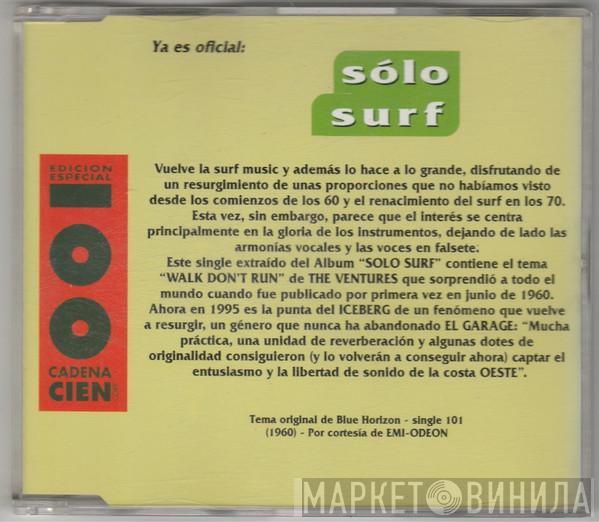 Ya es oficial:
sólo
surf
EDICION
ESPECIAL
100
CADENA
CIEN
Vuelve la surf music y además lo hace a lo grande, disfrutando de
un resurgimiento de unas proporciones que no habíamos visto
desde los comienzos de los 60 y el renacimiento del surf en los 70.
Esta vez, sin embargo, parece que el interés se centra
principalmente en la gloria de los instrumentos, dejando de lado las
armonías vocales y las voces en falsete.
Este single extraído del Album "SOLO SURF" contiene el tema
"WALK DON'T RUN" de THE VENTURES que sorprendió a todo el
mundo cuando fue publicado por primera vez en junio de 1960.
Ahora en 1995 es la punta del ICEBERG de un fenómeno que vuelve
a resurgir, un género que nunca ha abandonado EL GARAGE: "Mucha
práctica, una unidad de reverberación y algunas dotes de
originalidad consiguieron (y lo volverán a conseguir ahora) captar el
entusiasmo y la libertad de sonido de la costa OESTE".
Tema original de Blue Horizon - single 101
(1960) - Por cortesía de EMI-ODEON
МАРКЕТ ВИНИЛА